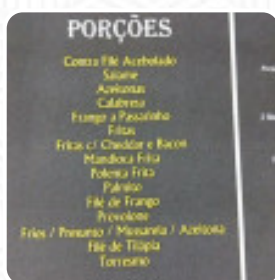 PORÇÕES
Contra Filé Acebolado
Salame
Azeitonas
Calabresa
Frango a Passarinho
Fritas
Fritas c/ Cheddar e Bacon
Mandioca Frita
Polenta Frita
Palmito
Filé de Frango
Provolone
Frios / Presunto / Mussarela / Azeitona
Filé de Tilápia
Torresmo